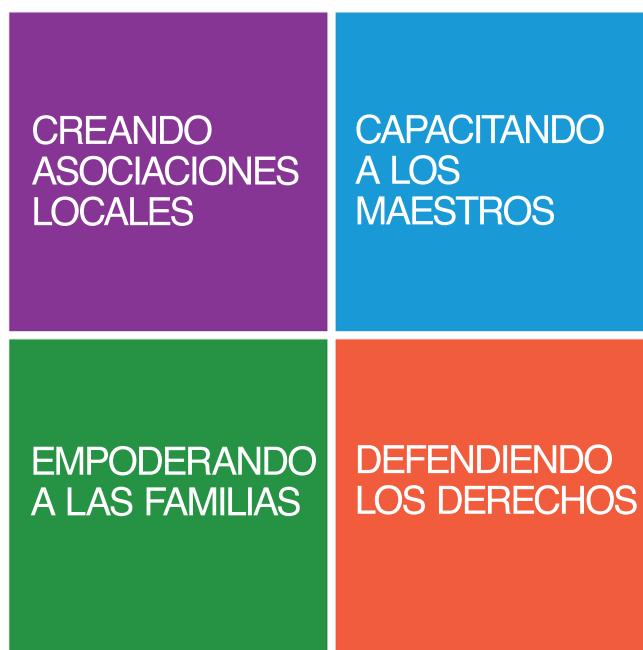 CREANDO
ASOCIACIONES
LOCALES
CAPACITANDO
A LOS
MAESTROS
EMPODERANDO
A LAS FAMILIAS
DEFENDIENDO
LOS DERECHOS